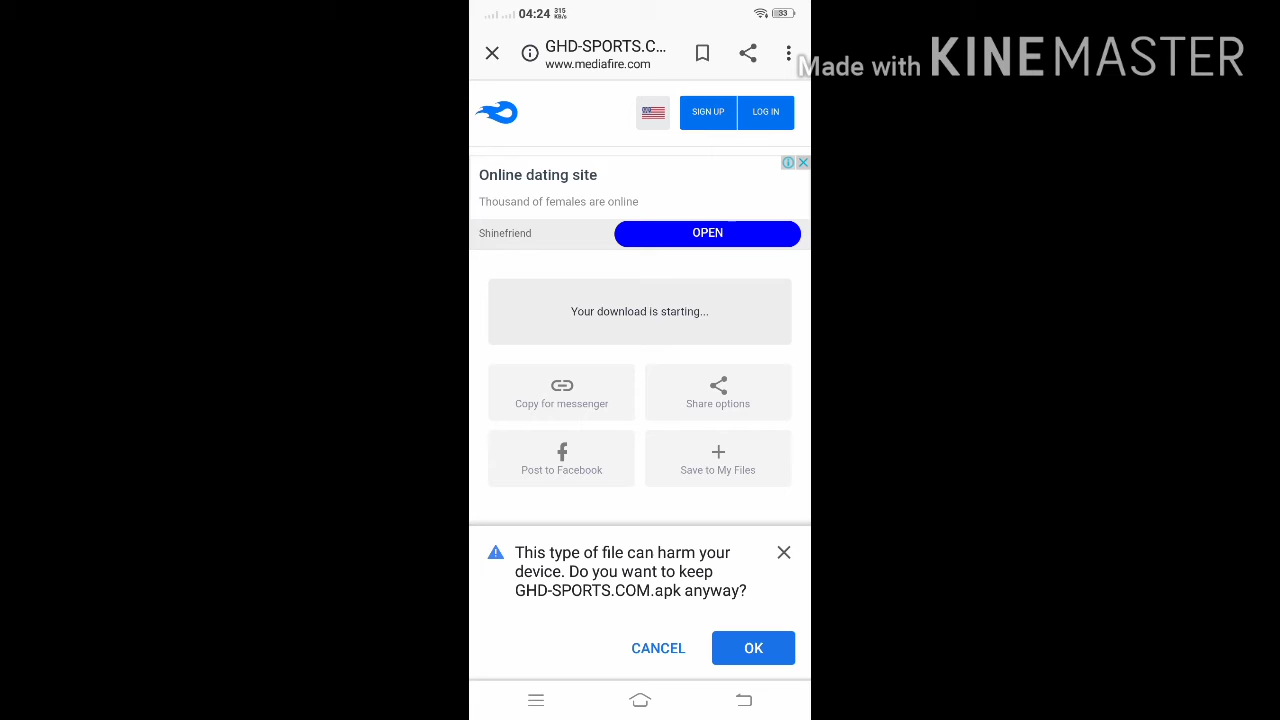 04:24 315 KB/s 33
GHD-SPORTS.C...
www.mediafire.com
Made with KINEMASTER
SIGN UP LOG IN
Online dating site
Thousand of females are online
Shinefriend OPEN
Your download is starting...
Copy for messenger Share options
Post to Facebook Save to My Files
This type of file can harm your
device. Do you want to keep
GHD-SPORTS.COM.apk anyway?
CANCEL OK